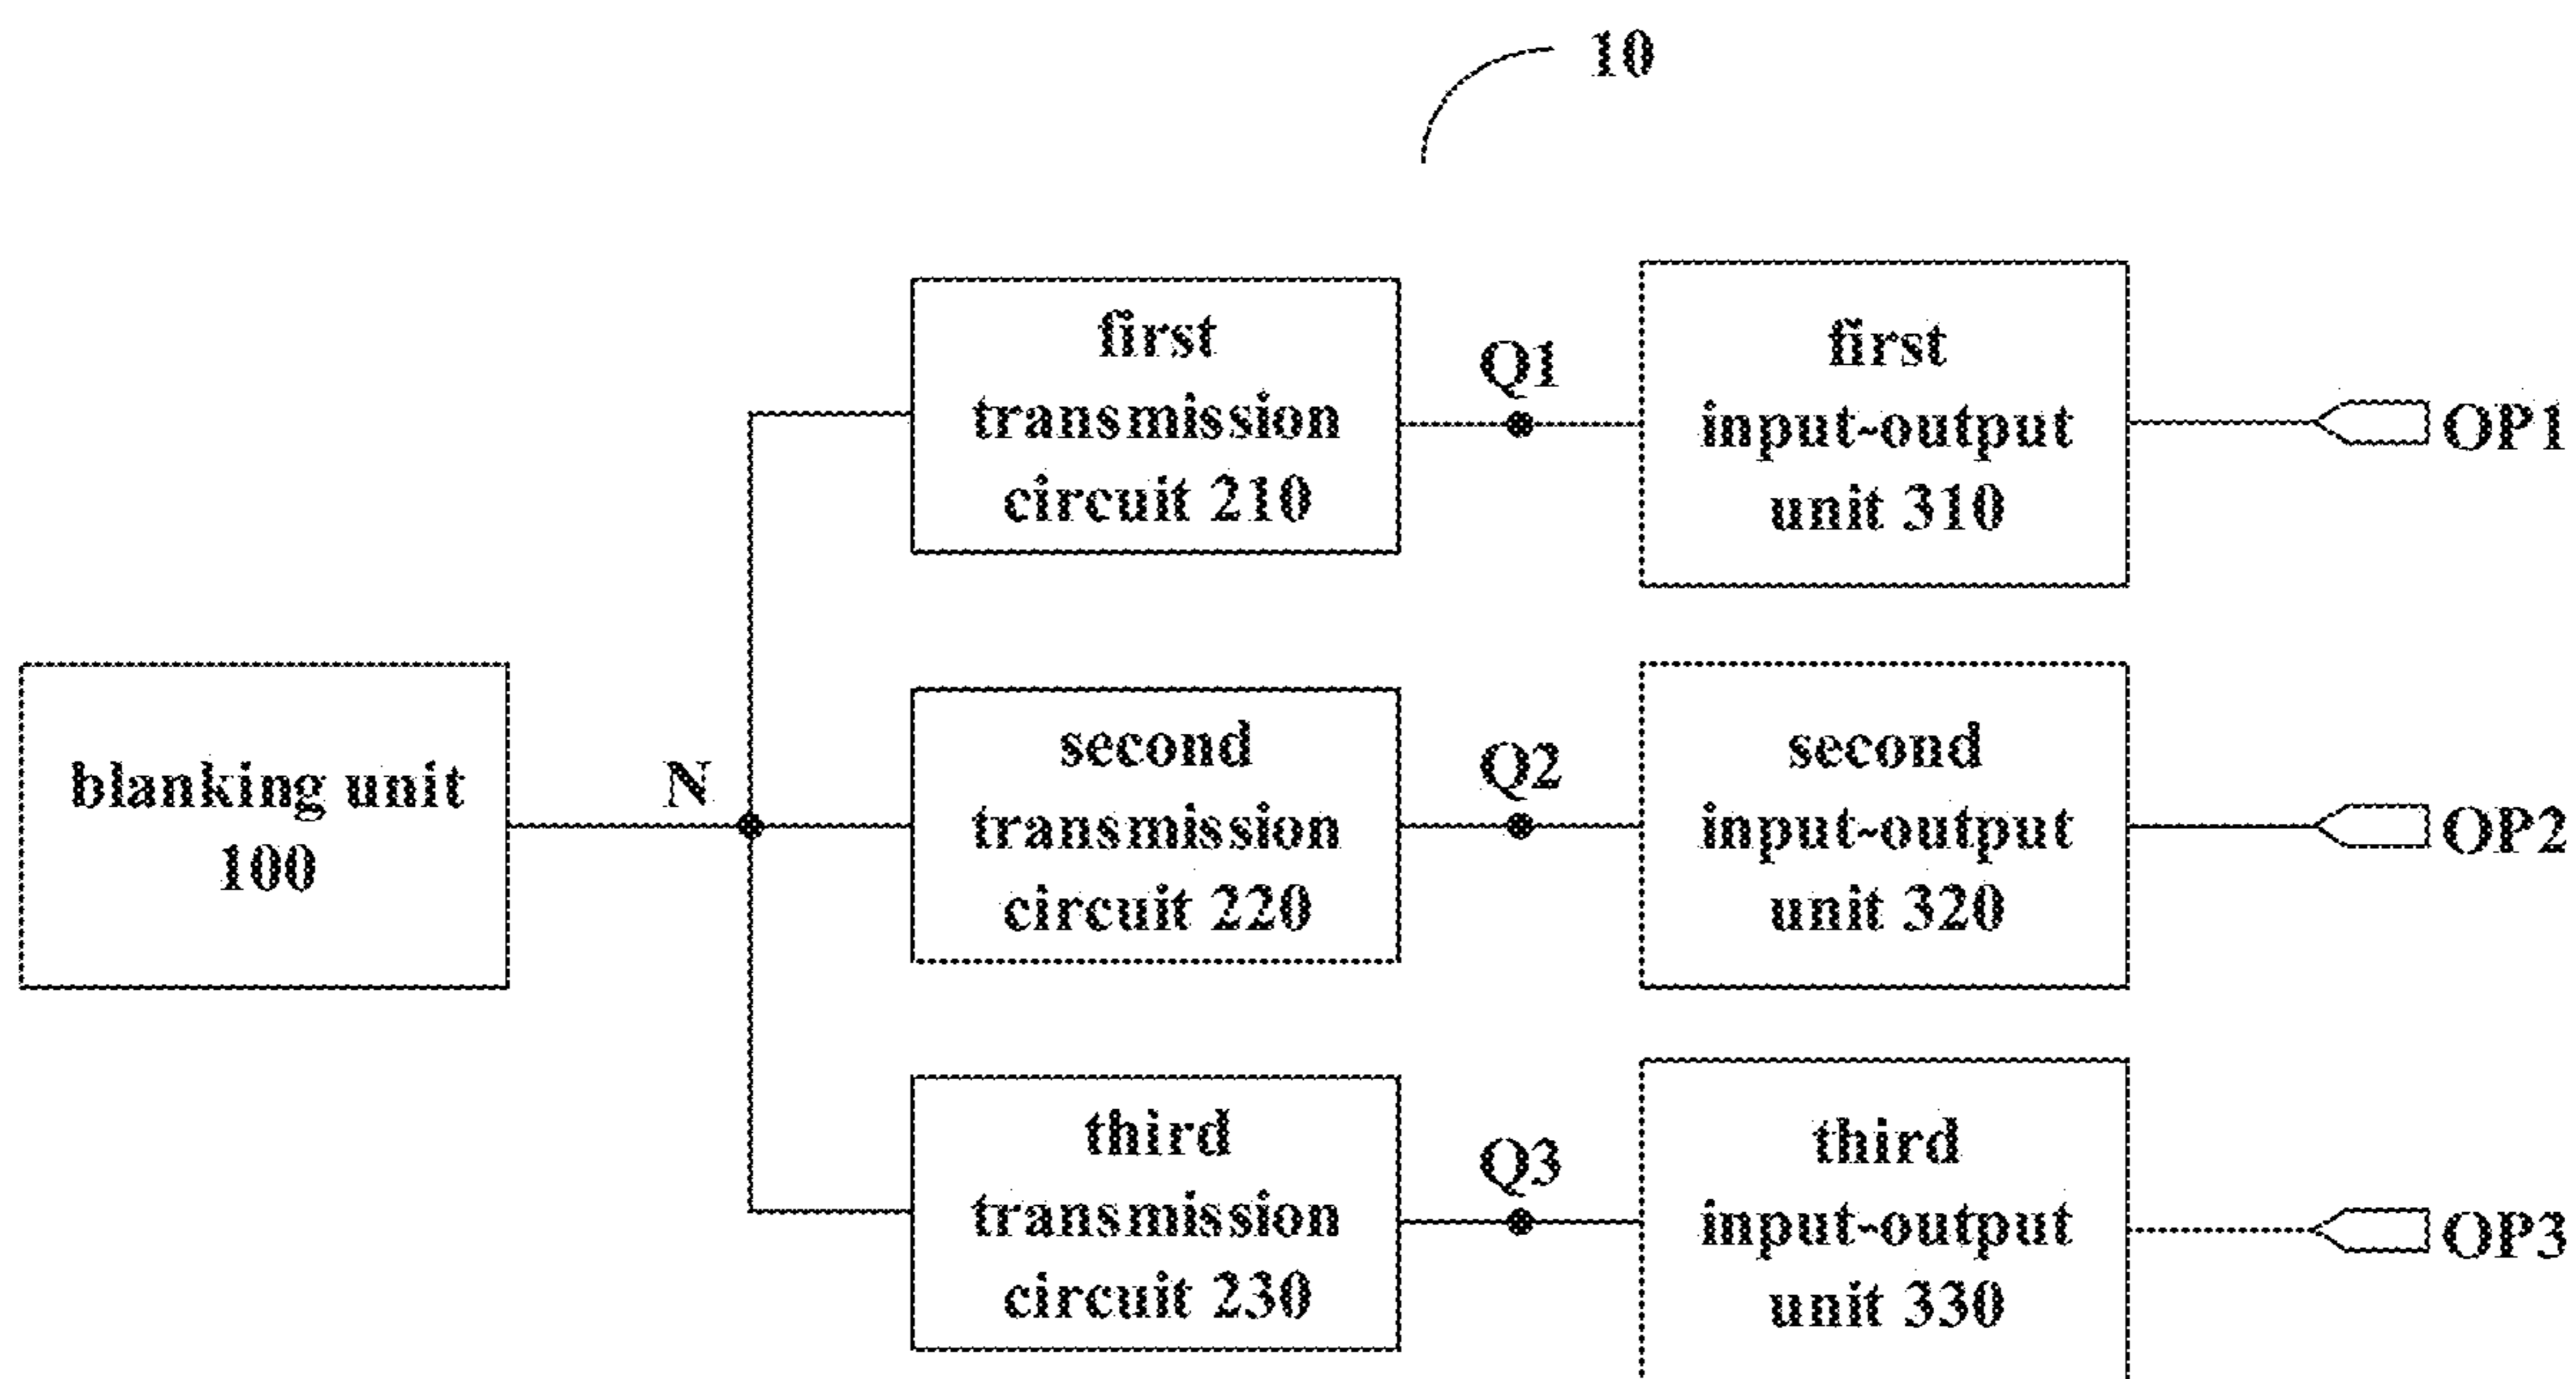 10
first
transmission
circuit 210
Q1
first
input-output
unit 310
OP1
blanking unit
100
N
second
transmission
circuit 220
Q2
second
input-output
unit 320
OP2
third
transmission
circuit 230
Q3
third
input-output
unit 330
OP3